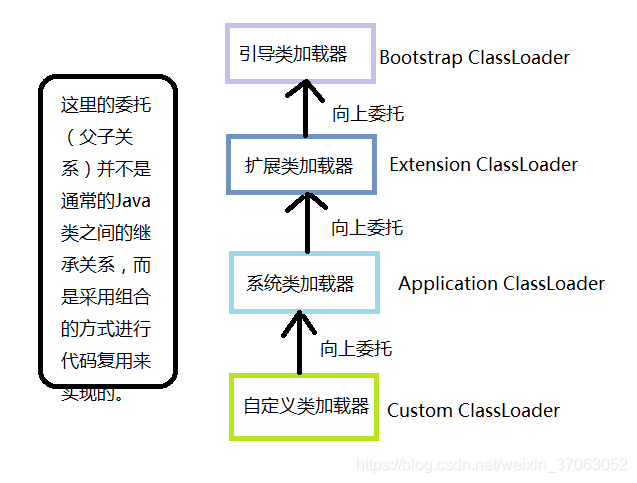 这里的委托
（父子关
系）并不是
通常的Java
类之间的继
承关系，而
是采用组合
的方式进行
代码复用来
实现的。
引导类加载器
Bootstrap ClassLoader
向上委托
扩展类加载器
Extension ClassLoader
向上委托
系统类加载器
Application ClassLoader
向上委托
自定义类加载器
Custom ClassLoader
https://blog.csdn.net/weixin_37063052